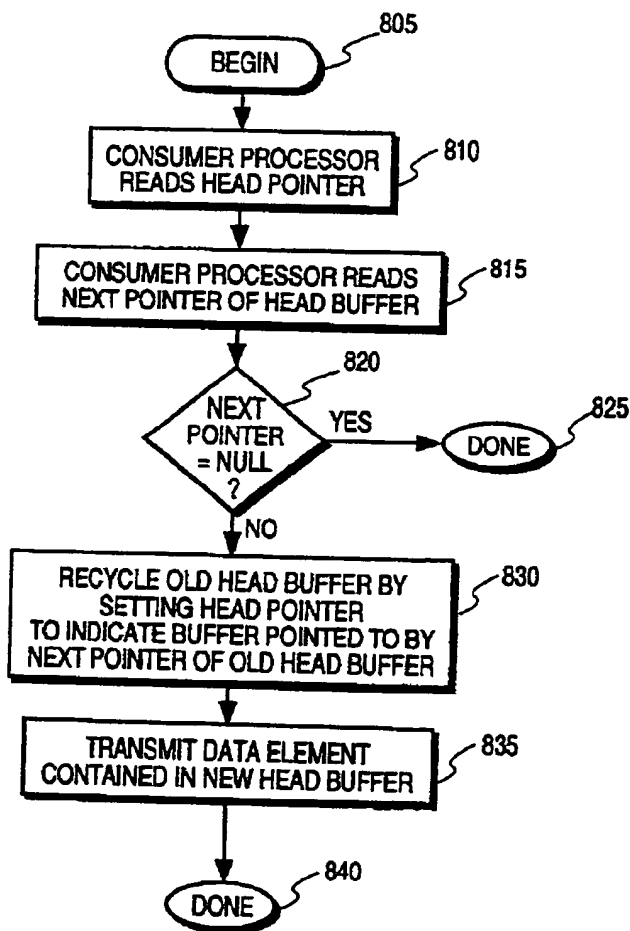 805
BEGIN
810
CONSUMER PROCESSOR
READS HEAD POINTER
815
CONSUMER PROCESSOR READS
NEXT POINTER OF HEAD BUFFER
820
NEXT
POINTER
= NULL
?
YES
825
DONE
NO
830
RECYCLE OLD HEAD BUFFER BY
SETTING HEAD POINTER
TO INDICATE BUFFER POINTED TO BY
NEXT POINTER OF OLD HEAD BUFFER
835
TRANSMIT DATA ELEMENT
CONTAINED IN NEW HEAD BUFFER
840
DONE